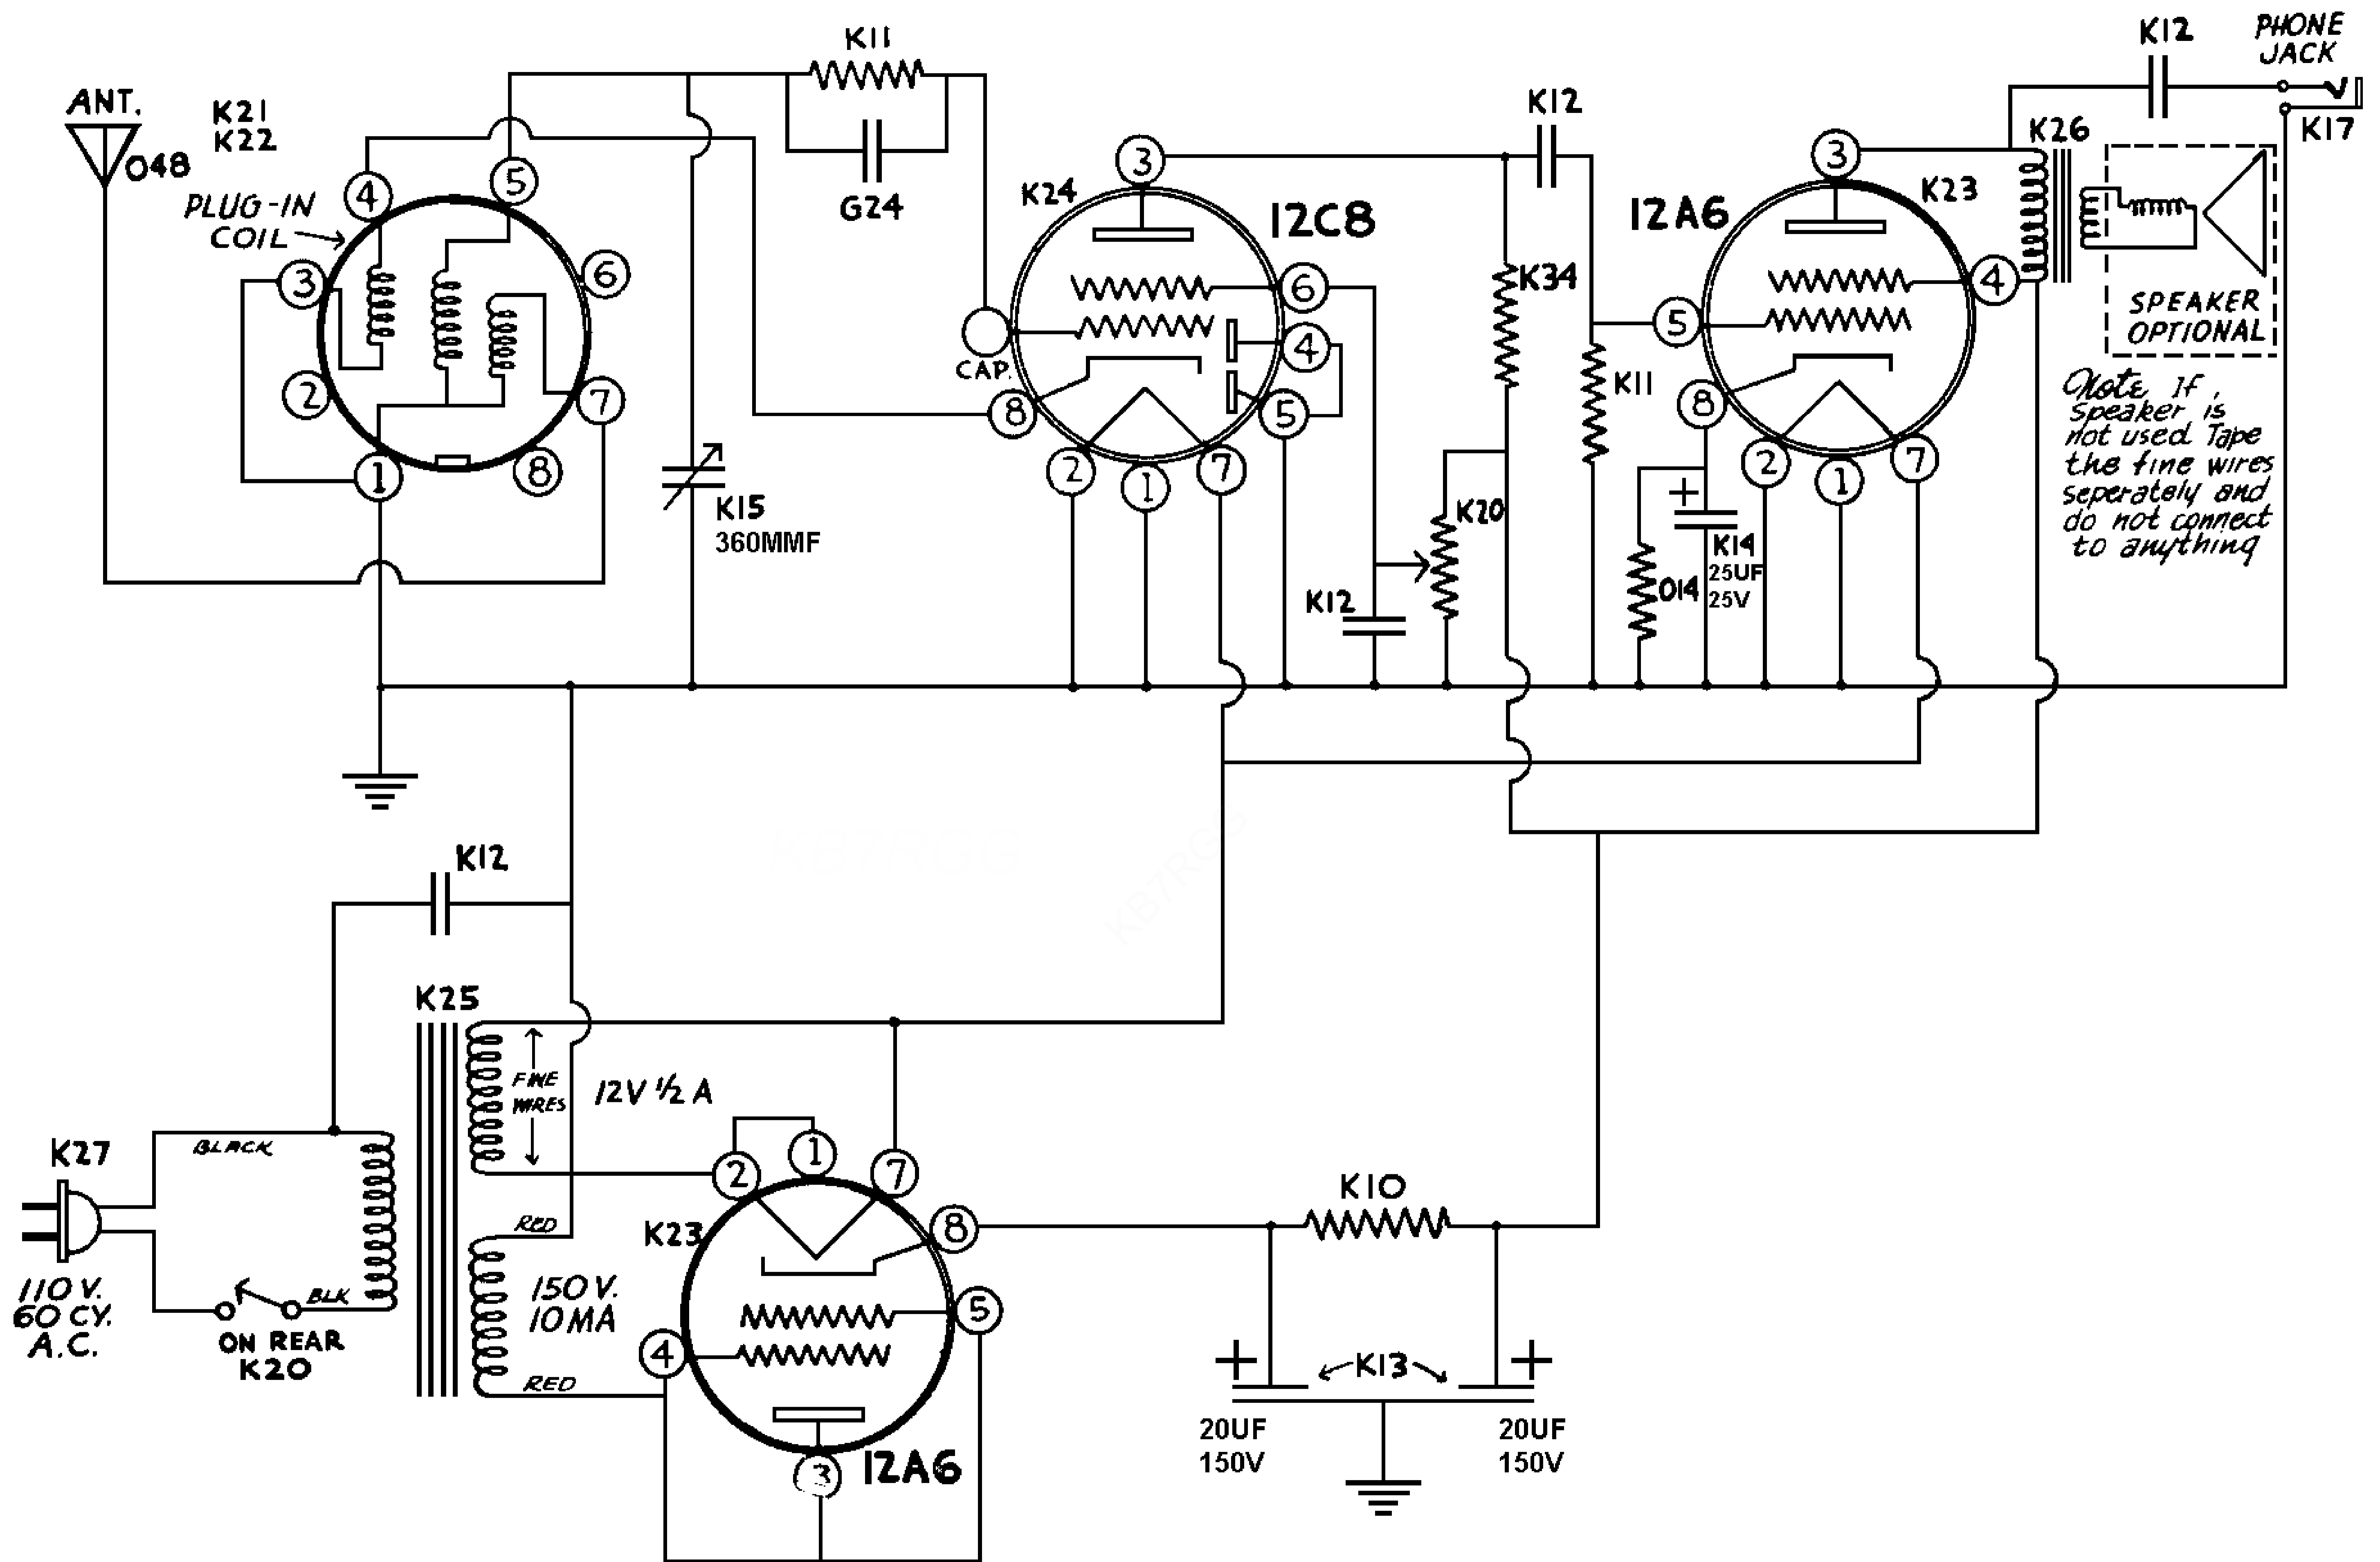 ANT.
048
K21
K22
PLUG-IN
COIL
4
5
3
6
2
7
1
8
K11
G24
K15
360MMF
K24
12C8
3
CAP.
6
4
5
8
2
1
7
K12
K34
K20
K12
K11
12A6
K23
3
4
5
8
2
1
7
+
K14
25UF
25V
014
K12
PHONE
JACK
K17
K26
SPEAKER
OPTIONAL
Note If,
speaker is
not used Tape
the fine wires
seperately and
do not connect
to anything
K12
K25
FINE
WIRES
12V ½ A
K27
BLACK
110 V.
60 CY.
A.C.
BLK
ON REAR
K20
RED
150 V.
10 MA
RED
K23
2
1
7
8
5
4
3
12A6
K10
+
K13
+
20UF
150V
20UF
150V
KB7RGG